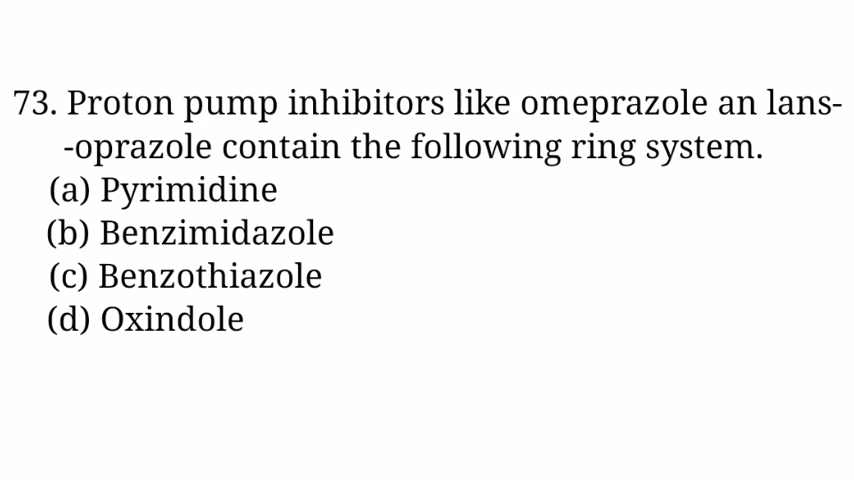 73. Proton pump inhibitors like omeprazole an lans-
-oprazole contain the following ring system.
(a) Pyrimidine
(b) Benzimidazole
(c) Benzothiazole
(d) Oxindole